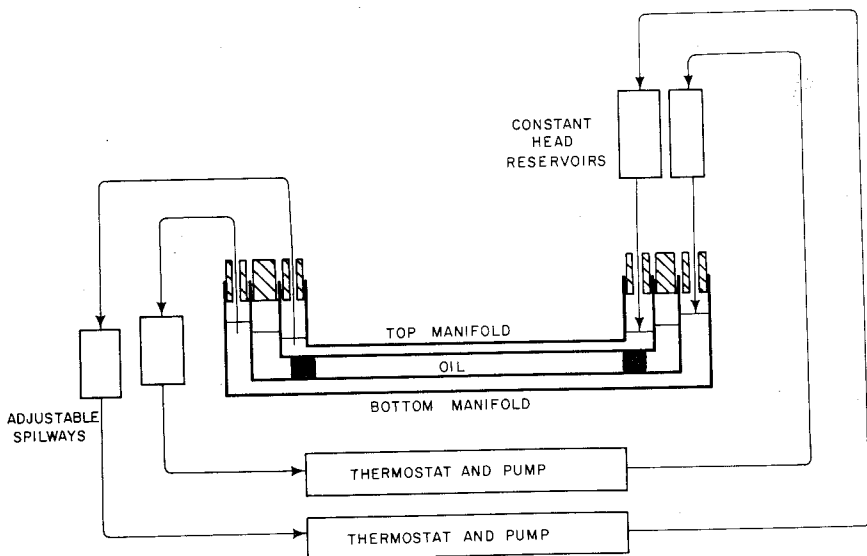 CONSTANT
HEAD
RESERVOIRS
TOP MANIFOLD
OIL
BOTTOM MANIFOLD
ADJUSTABLE
SPILWAYS
THERMOSTAT AND PUMP
THERMOSTAT AND PUMP